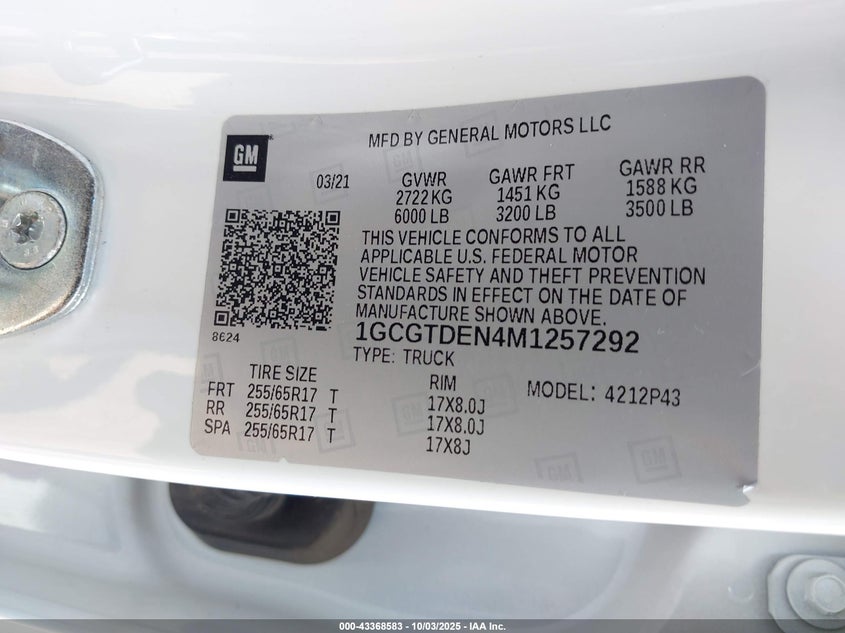 GM
MFD BY GENERAL MOTORS LLC
03/21
GVWR
2722 KG
6000 LB
GAWR FRT
1451 KG
3200 LB
GAWR RR
1588 KG
3500 LB
THIS VEHICLE CONFORMS TO ALL
APPLICABLE U.S. FEDERAL MOTOR
VEHICLE SAFETY AND THEFT PREVENTION
STANDARDS IN EFFECT ON THE DATE OF
MANUFACTURE SHOWN ABOVE.
8624
1GCGTDEN4M1257292
TYPE: TRUCK
TIRE SIZE
FRT 255/65R17 T
RR 255/65R17 T
SPA 255/65R17 T
RIM
17X8.0J
17X8.0J
17X8J
MODEL: 4212P43
GM
GM
000-43368583 - 10/03/2025 - IAA Inc.